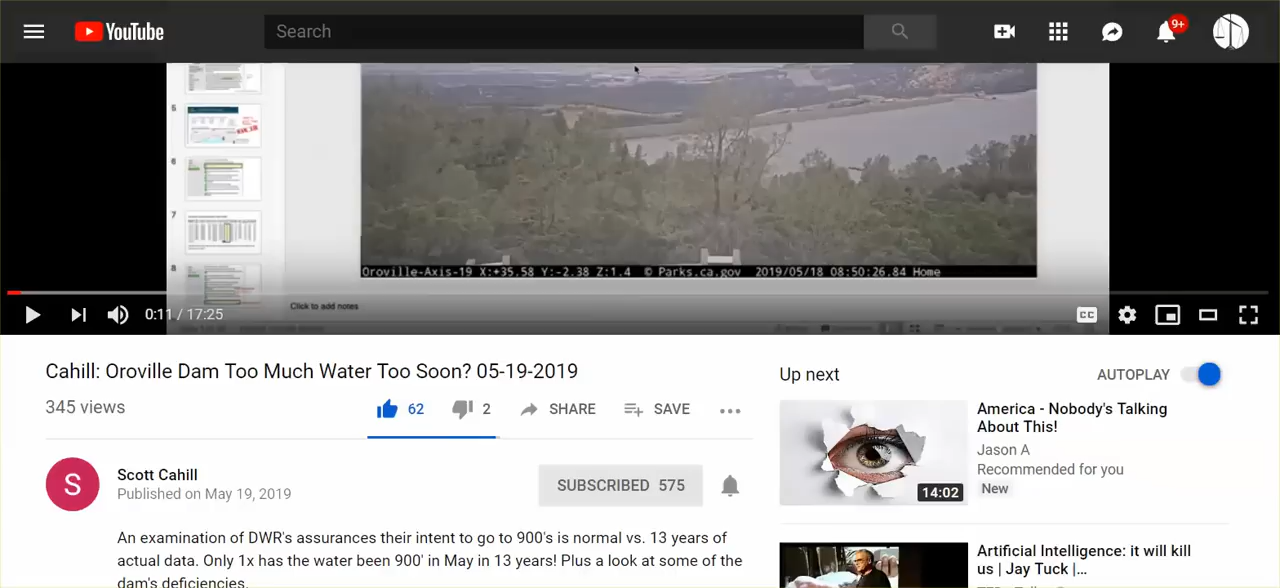 YouTube
Search
9+
5
6
7
8
Oroville-Axis-19 X:+35.58 Y:-2.38 Z:1.4 © Parks.ca.gov 2019/05/18 08:50:26.84 Home
Click to add notes
0:11 / 17:25
CC
Cahill: Oroville Dam Too Much Water Too Soon? 05-19-2019
345 views
62
2
SHARE
SAVE
S
Scott Cahill
Published on May 19, 2019
SUBSCRIBED 575
An examination of DWR's assurances their intent to go to 900's is normal vs. 13 years of
actual data. Only 1x has the water been 900' in May in 13 years! Plus a look at some of the
dam's deficiencies.
Up next
AUTOPLAY
14:02
America - Nobody's Talking
About This!
Jason A
Recommended for you
New
Artificial Intelligence: it will kill
us | Jay Tuck |...